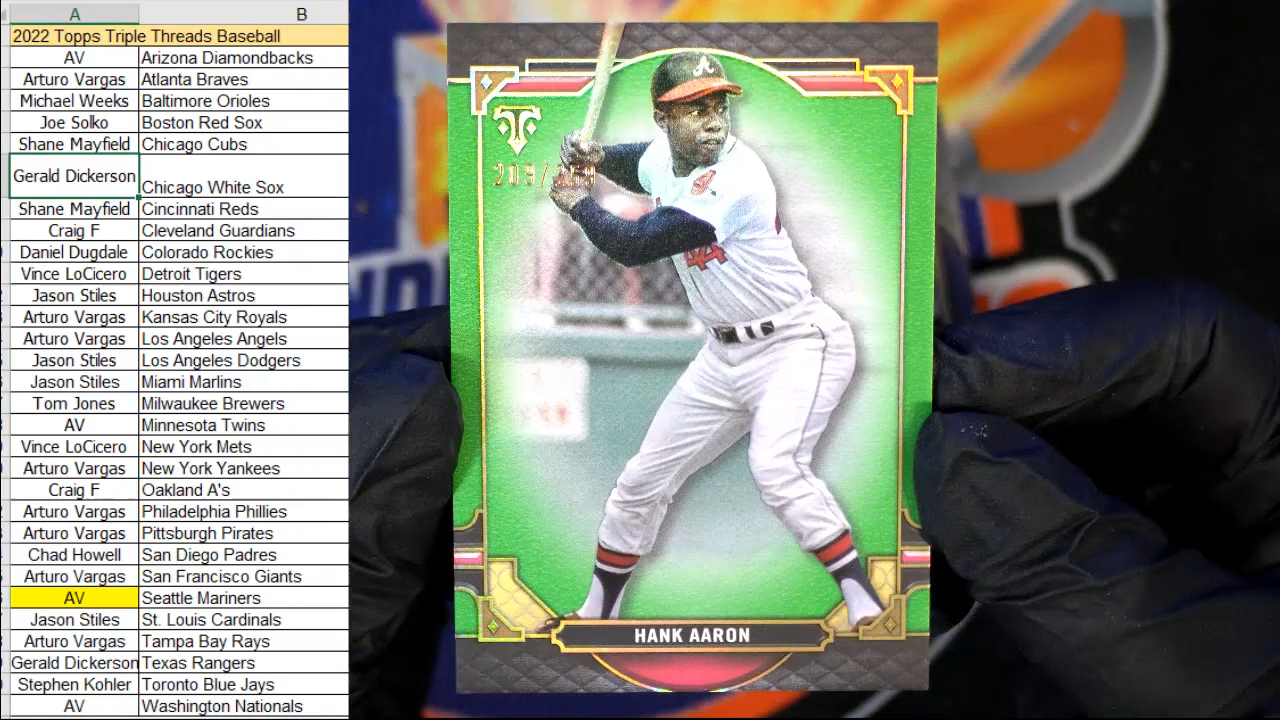 A B
2022 Topps Triple Threads Baseball
AV Arizona Diamondbacks
Arturo Vargas Atlanta Braves
Michael Weeks Baltimore Orioles
Joe Solko Boston Red Sox
Shane Mayfield Chicago Cubs
Gerald Dickerson Chicago White Sox
Shane Mayfield Cincinnati Reds
Craig F Cleveland Guardians
Daniel Dugdale Colorado Rockies
Vince LoCicero Detroit Tigers
Jason Stiles Houston Astros
Arturo Vargas Kansas City Royals
Arturo Vargas Los Angeles Angels
Jason Stiles Los Angeles Dodgers
Jason Stiles Miami Marlins
Tom Jones Milwaukee Brewers
AV Minnesota Twins
Vince LoCicero New York Mets
Arturo Vargas New York Yankees
Craig F Oakland A's
Arturo Vargas Philadelphia Phillies
Arturo Vargas Pittsburgh Pirates
Chad Howell San Diego Padres
Arturo Vargas San Francisco Giants
AV Seattle Mariners
Jason Stiles St. Louis Cardinals
Arturo Vargas Tampa Bay Rays
Gerald Dickerson Texas Rangers
Stephen Kohler Toronto Blue Jays
AV Washington Nationals
A
T
209/
44
HANK AARON